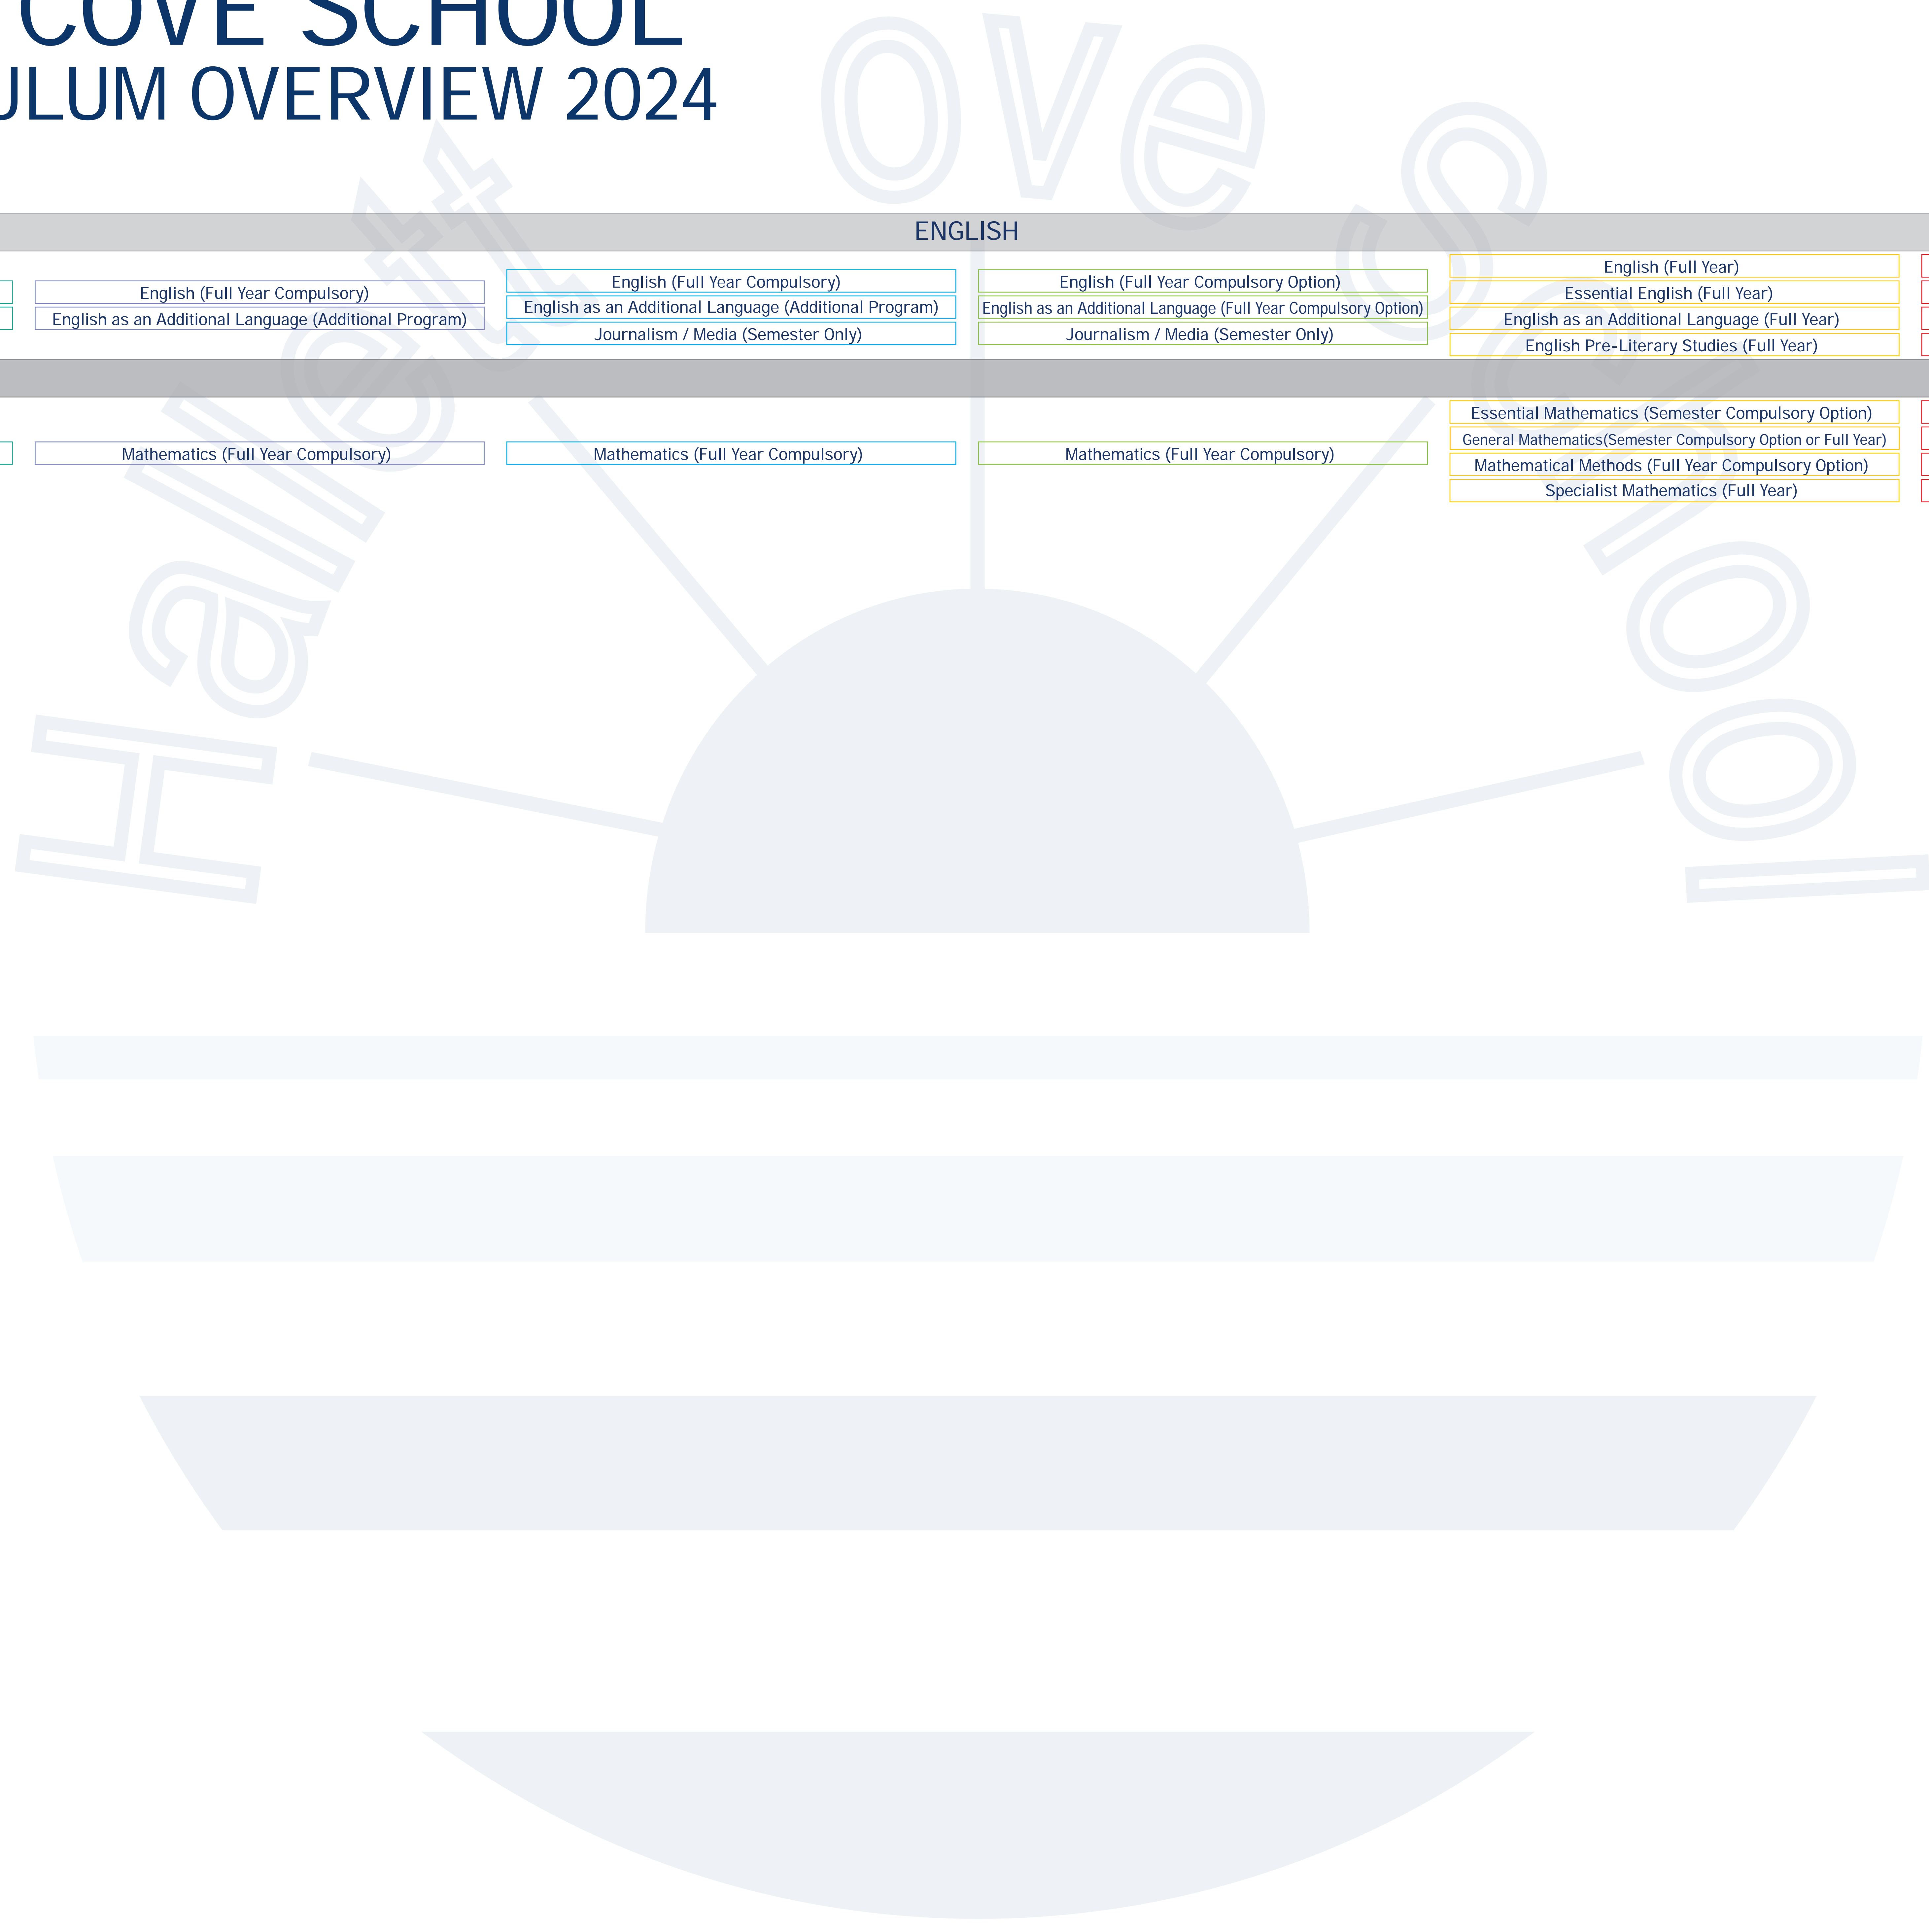 COVE SCHOOL
ULUM OVERVIEW 2024
Hallett ove School
ENGLISH
English (Full Year Compulsory)
English as an Additional Language (Additional Program)
English (Full Year Compulsory)
English as an Additional Language (Additional Program)
Journalism / Media (Semester Only)
English (Full Year Compulsory Option)
English as an Additional Language (Full Year Compulsory Option)
Journalism / Media (Semester Only)
English (Full Year)
Essential English (Full Year)
English as an Additional Language (Full Year)
English Pre-Literary Studies (Full Year)
Mathematics (Full Year Compulsory)
Mathematics (Full Year Compulsory)
Mathematics (Full Year Compulsory)
Essential Mathematics (Semester Compulsory Option)
General Mathematics(Semester Compulsory Option or Full Year)
Mathematical Methods (Full Year Compulsory Option)
Specialist Mathematics (Full Year)